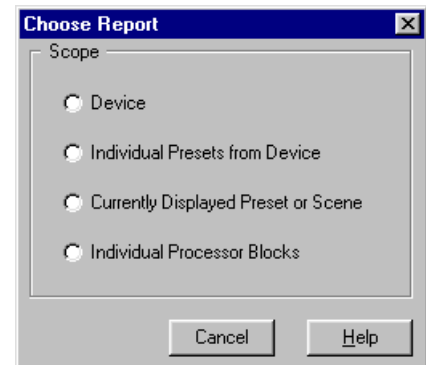 Choose Report
Scope
Device
Individual Presets from Device
Currently Displayed Preset or Scene
Individual Processor Blocks
Cancel Help